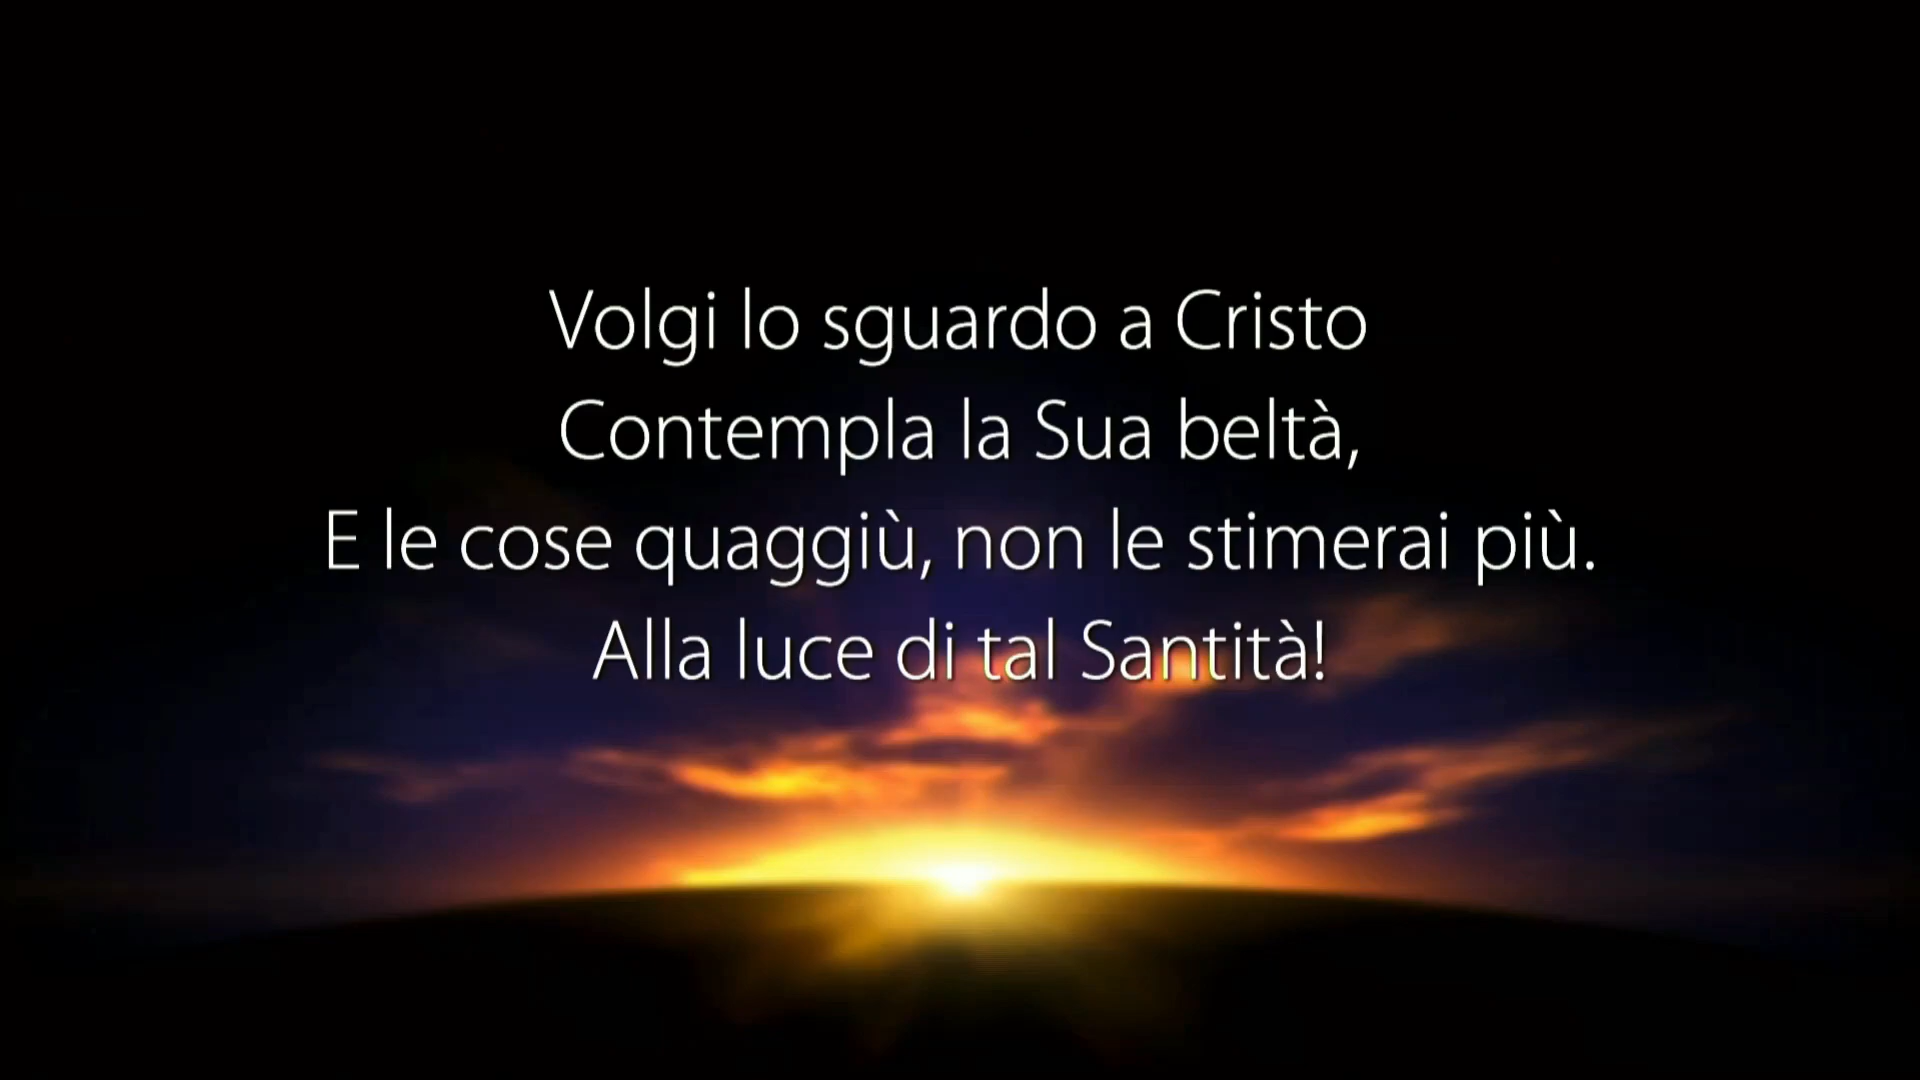 Volgi lo sguardo a Cristo
Contempla la Sua beltà,
E le cose quaggiù, non le stimerai più.
Alla luce di tal Santità!